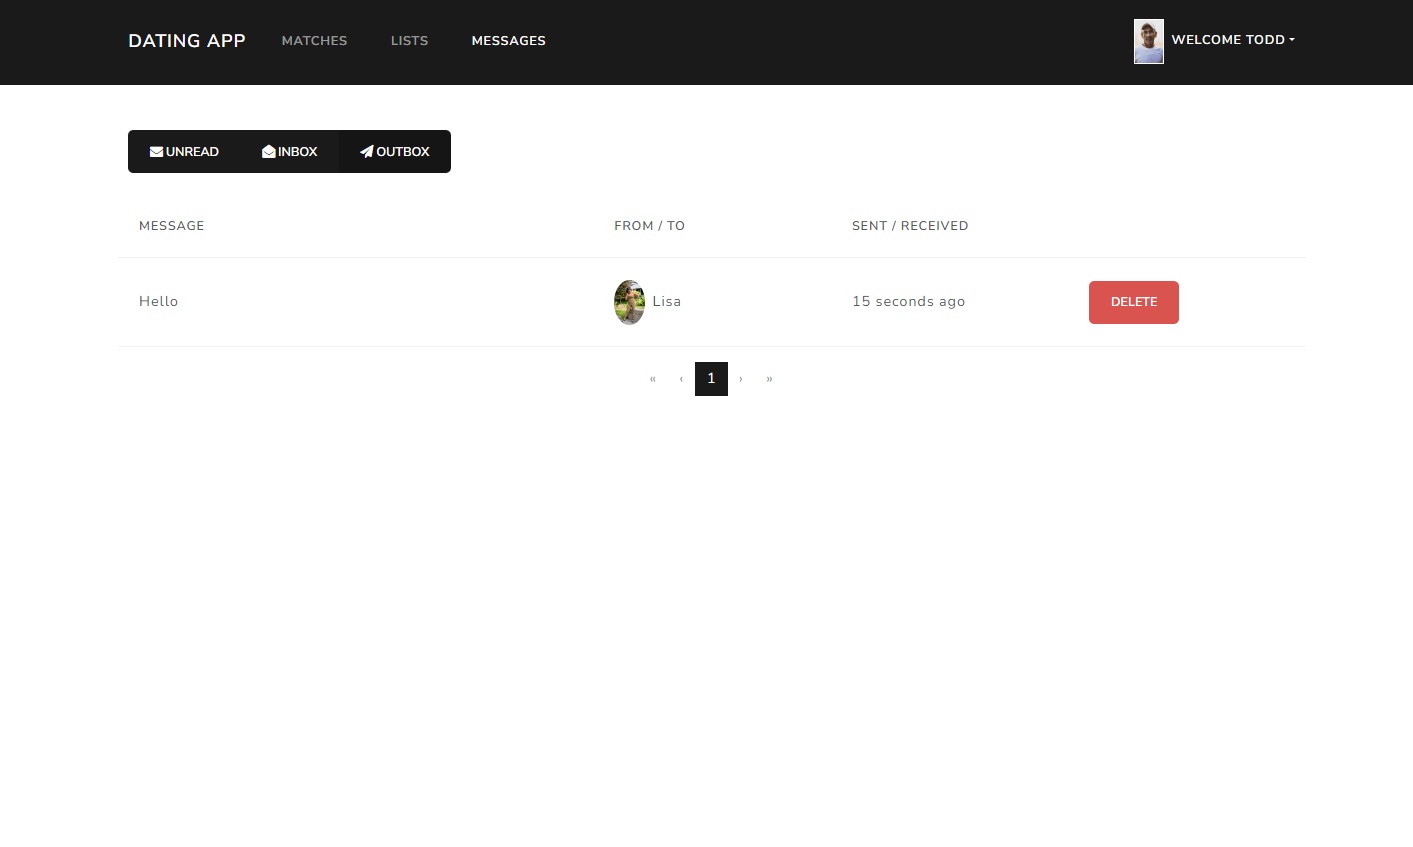 DATING APP MATCHES LISTS MESSAGES WELCOME TODD
UNREAD INBOX OUTBOX
MESSAGE FROM / TO SENT / RECEIVED
Hello Lisa 15 seconds ago DELETE
« ‹ 1 › »